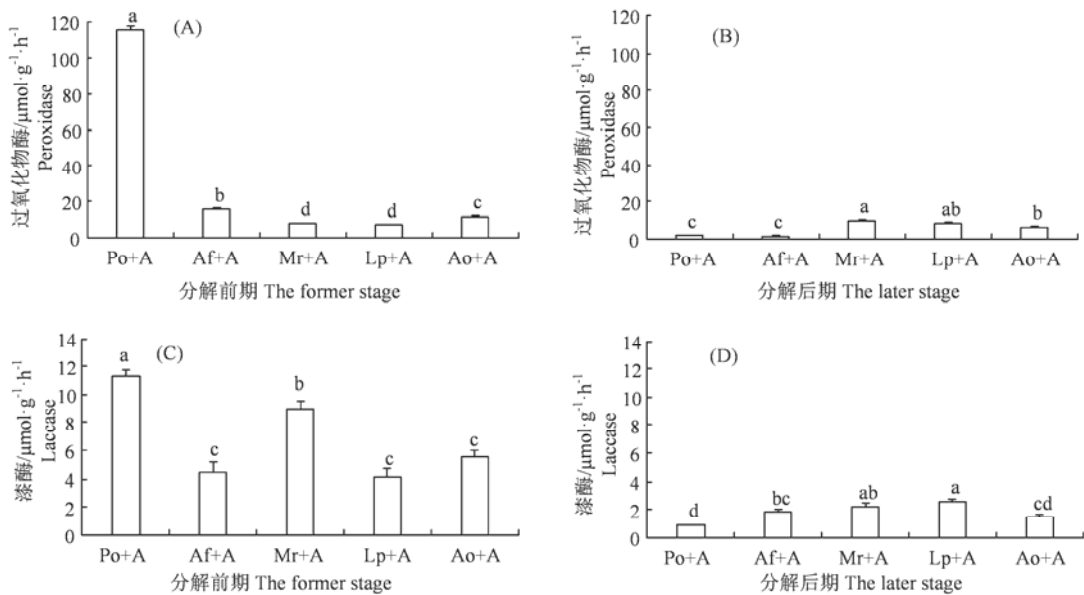 (A)
过氧化物酶/μmol·g⁻¹·h⁻¹
Peroxidase
120
100
80
60
40
20
0
a
b
d
d
c
Po+A Af+A Mr+A Lp+A Ao+A
分解前期 The former stage
(B)
过氧化物酶/μmol·g⁻¹·h⁻¹
Peroxidase
120
100
80
60
40
20
0
c
c
a
ab
b
Po+A Af+A Mr+A Lp+A Ao+A
分解后期 The later stage
(C)
漆酶/μmol·g⁻¹·h⁻¹
Laccase
14
12
10
8
6
4
2
0
a
c
b
c
c
Po+A Af+A Mr+A Lp+A Ao+A
分解前期 The former stage
(D)
漆酶/μmol·g⁻¹·h⁻¹
Laccase
14
12
10
8
6
4
2
0
d
bc
ab
a
cd
Po+A Af+A Mr+A Lp+A Ao+A
分解后期 The later stage